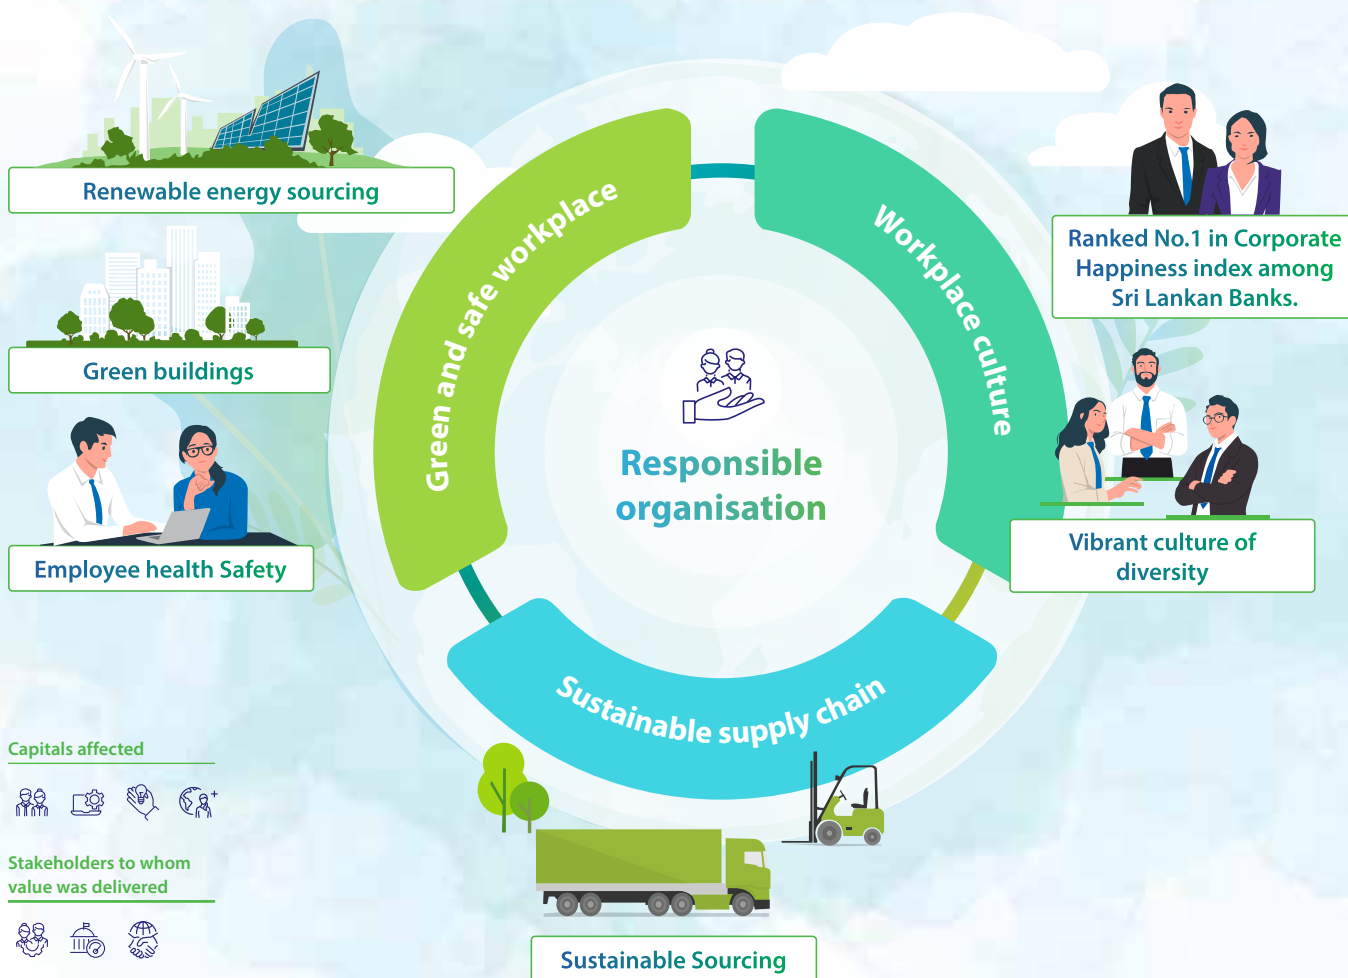 Renewable energy sourcing
Green buildings
Employee health Safety
Green and safe workplace
Workplace culture
Sustainable supply chain
Responsible
organisation
Ranked No.1 in Corporate
Happiness index among
Sri Lankan Banks.
Vibrant culture of
diversity
Capitals affected
Stakeholders to whom
value was delivered
Sustainable Sourcing